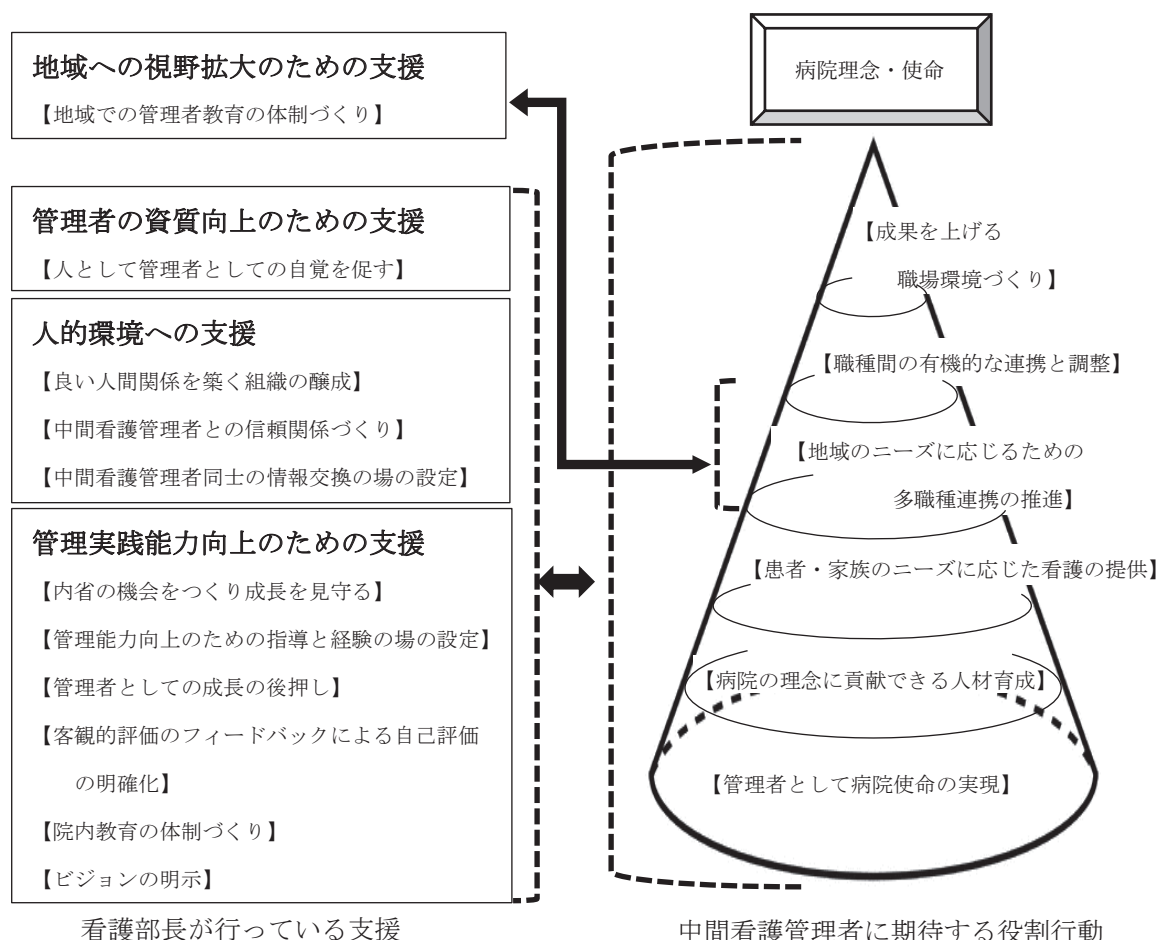 地域への視野拡大のための支援
【地域での管理者教育の体制づくり】
管理者の資質向上のための支援
【人として管理者としての自覚を促す】
人的環境への支援
【良い人間関係を築く組織の醸成】
【中間看護管理者との信頼関係づくり】
【中間看護管理者同士の情報交換の場の設定】
管理実践能力向上のための支援
【内省の機会をつくり成長を見守る】
【管理能力向上のための指導と経験の場の設定】
【管理者としての成長の後押し】
【客観的評価のフィードバックによる自己評価
の明確化】
【院内教育の体制づくり】
【ビジョンの明示】
看護部長が行っている支援
病院理念・使命
【成果を上げる
職場環境づくり】
【職種間の有機的な連携と調整】
【地域のニーズに応じるための
多職種連携の推進】
【患者・家族のニーズに応じた看護の提供】
【病院の理念に貢献できる人材育成】
【管理者として病院使命の実現】
中間看護管理者に期待する役割行動